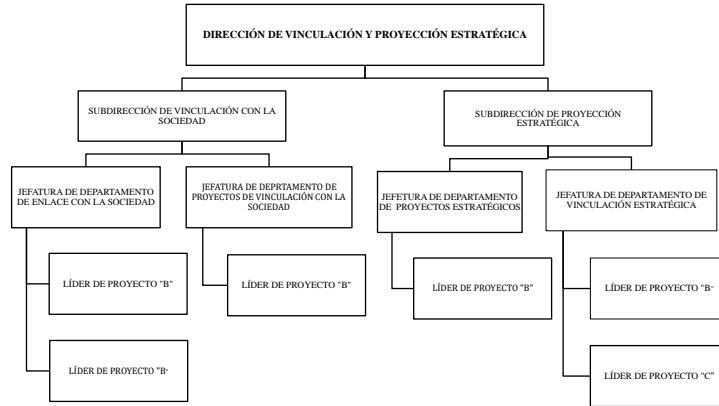 DIRECCIÓN DE VINCULACIÓN Y PROYECCIÓN ESTRATÉGICA
SUBDIRECCIÓN DE VINCULACIÓN CON LA
SOCIEDAD
SUBDIRECCIÓN DE PROYECCIÓN
ESTRATÉGICA
JEFATURA DE DEPARTAMENTO
DE ENLACE CON LA SOCIEDAD
JEFATURA DE DEPRTAMENTO DE
PROYECTOS DE VINCULACIÓN CON LA
SOCIEDAD
JEFETURA DE DEPARTAMENTO
DE PROYECTOS ESTRATÉGICOS
JEFATURA DE DEPARTAMENTO DE
VINCULACIÓN ESTRATÉGICA
LÍDER DE PROYECTO "B"
LÍDER DE PROYECTO "B"
LÍDER DE PROYECTO "B"
LÍDER DE PROYECTO "B"
LÍDER DE PROYECTO "B"
LÍDER DE PROYECTO "C"